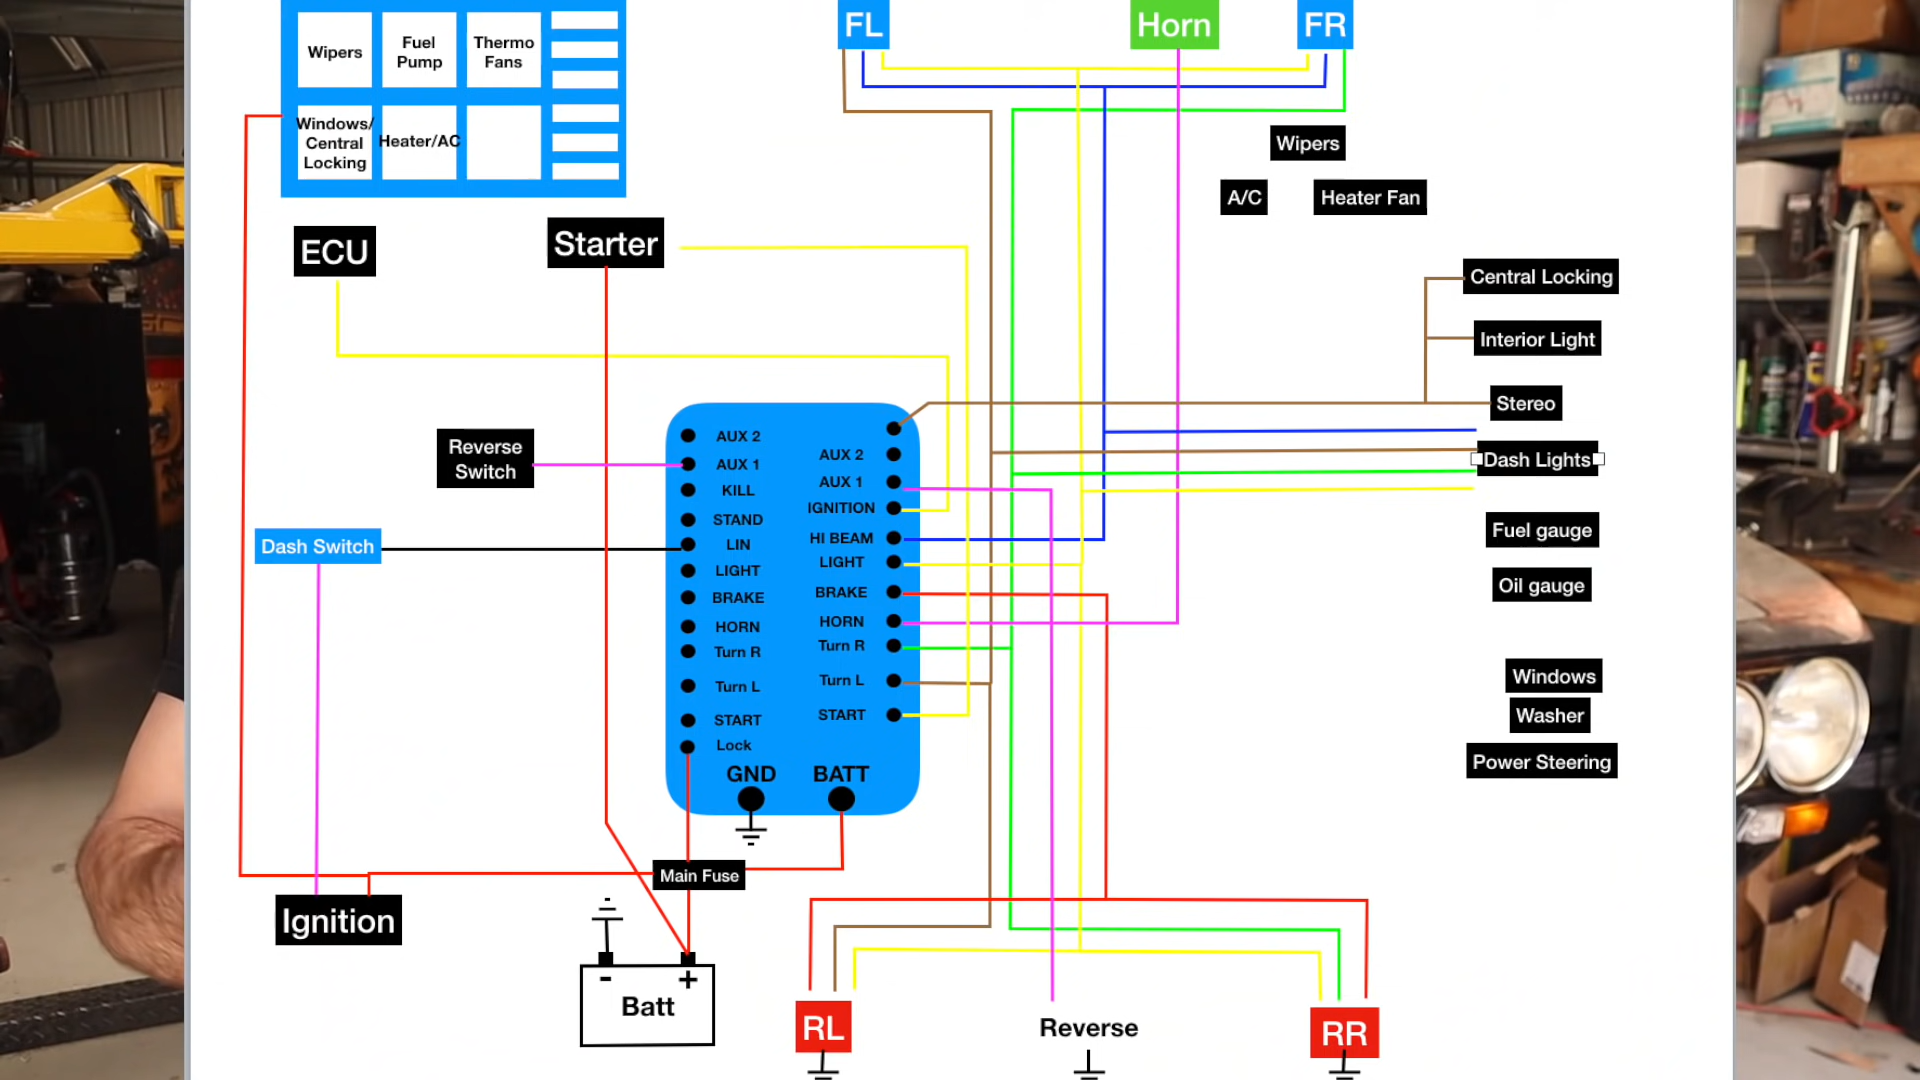 FL
Horn
FR
Wipers
Fuel
Pump
Thermo
Fans
Windows/
Central
Locking
Heater/AC
Wipers
A/C
Heater Fan
ECU
Starter
Central Locking
Interior Light
Stereo
Dash Lights
Fuel gauge
Oil gauge
Windows
Washer
Power Steering
Reverse
Switch
Dash Switch
AUX 2
AUX 1
KILL
STAND
LIN
LIGHT
BRAKE
HORN
Turn R
Turn L
START
Lock
AUX 2
AUX 1
IGNITION
HI BEAM
LIGHT
BRAKE
HORN
Turn R
Turn L
START
GND
BATT
Main Fuse
Ignition
- +
Batt
RL
Reverse
RR